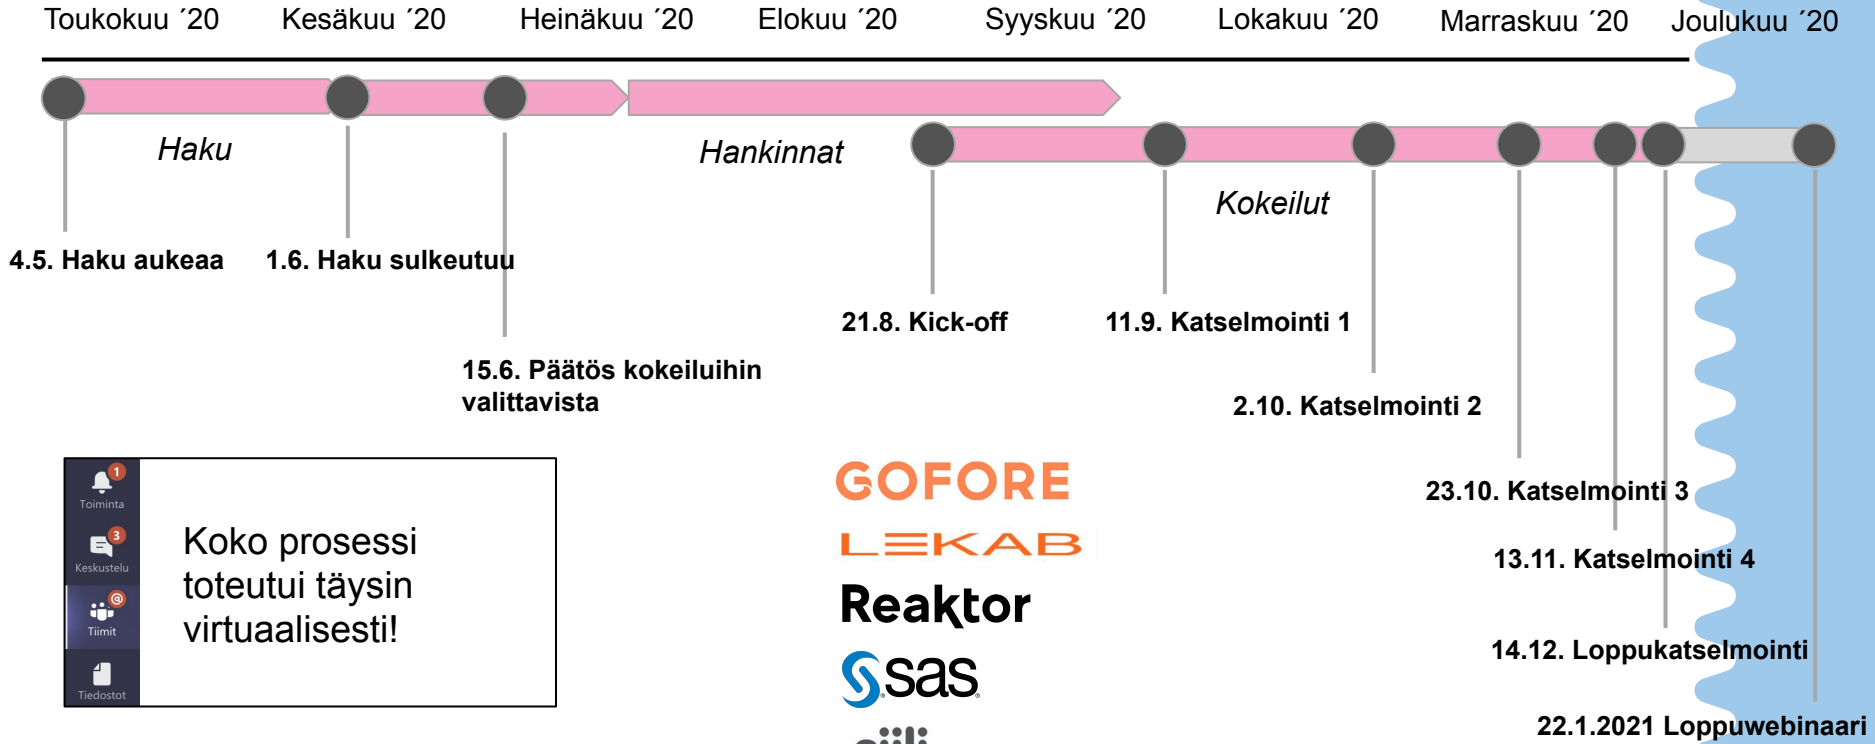 Toukokuu ´20
Kesäkuu ´20
Heinäkuu ´20
Elokuu ´20
Syyskuu ´20
Lokakuu ´20
Marraskuu ´20
Joulukuu ´20
Haku
Hankinnat
Kokeilut
4.5. Haku aukeaa
1.6. Haku sulkeutuu
15.6. Päätös kokeiluihin
valittavista
21.8. Kick-off
11.9. Katselmointi 1
2.10. Katselmointi 2
23.10. Katselmointi 3
13.11. Katselmointi 4
14.12. Loppukatselmointi
22.1.2021 Loppuwebinaari
1
Toiminta
3
Keskustelu
@
Tiimit
Tiedostot
Koko prosessi
toteutui täysin
virtuaalisesti!
GOFORE
LEKAB
Reaktor
sas